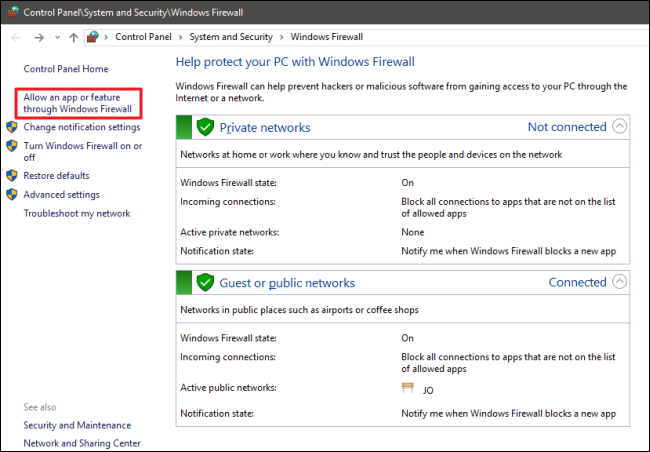 Control Panel\System and Security\Windows Firewall
Control Panel > System and Security > Windows Firewall
Control Panel Home
Allow an app or feature
through Windows Firewall
Change notification settings
Turn Windows Firewall on or
off
Restore defaults
Advanced settings
Troubleshoot my network
See also
Security and Maintenance
Network and Sharing Center
Help protect your PC with Windows Firewall
Windows Firewall can help prevent hackers or malicious software from gaining access to your PC through the
Internet or a network.
Private networks Not connected
Networks at home or work where you know and trust the people and devices on the network
Windows Firewall state: On
Incoming connections: Block all connections to apps that are not on the list
of allowed apps
Active private networks: None
Notification state: Notify me when Windows Firewall blocks a new app
Guest or public networks Connected
Networks in public places such as airports or coffee shops
Windows Firewall state: On
Incoming connections: Block all connections to apps that are not on the list
of allowed apps
Active public networks: JO
Notification state: Notify me when Windows Firewall blocks a new app